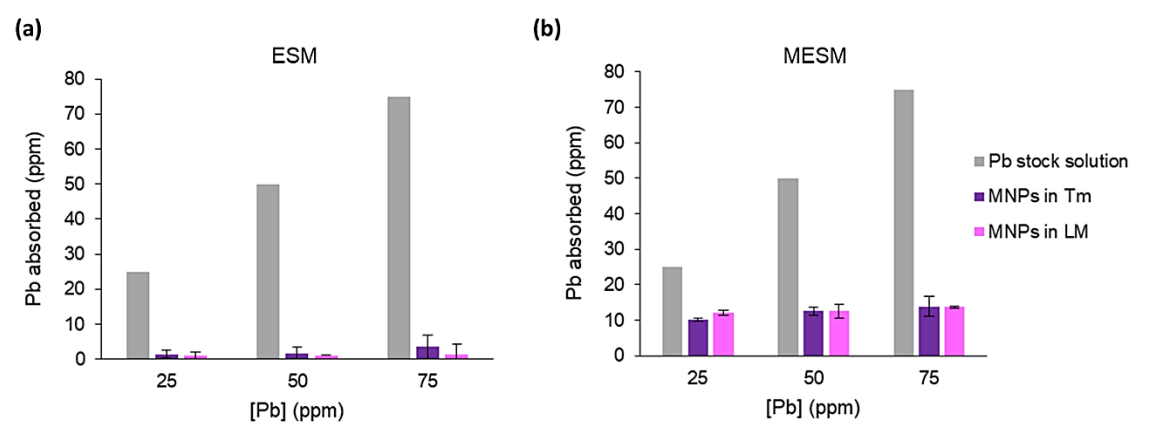 (a)
ESM
Pb absorbed (ppm)
80
70
60
50
40
30
20
10
0
25 50 75
[Pb] (ppm)
(b)
MESM
Pb absorbed (ppm)
80
70
60
50
40
30
20
10
0
25 50 75
[Pb] (ppm)
Pb stock solution
MNPs in Tm
MNPs in LM